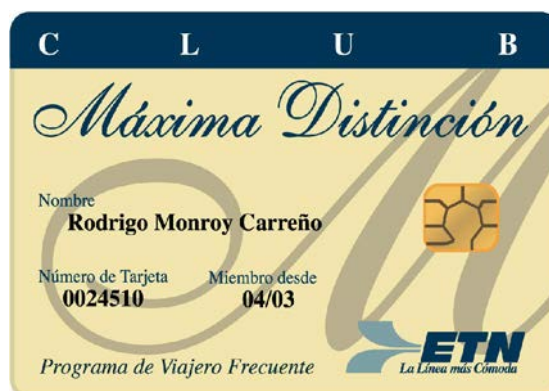 C L U B
Máxima Distinción
Nombre
Rodrigo Monroy Carreño
Número de Tarjeta Miembro desde
0024510 04/03
ETN
La Línea más Cómoda
Programa de Viajero Frecuente